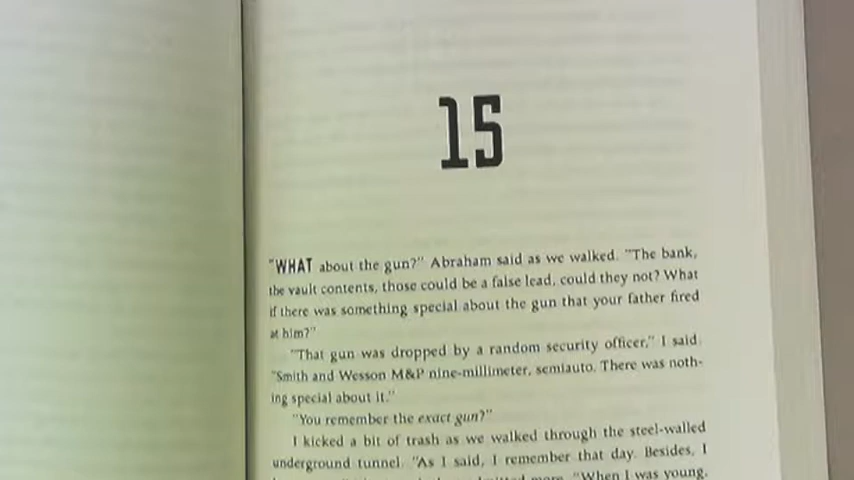 15
"WHAT about the gun?" Abraham said as we walked. "The bank,
the vault contents, those could be a false lead, could they not? What
if there was something special about the gun that your father fired
at him?"
"That gun was dropped by a random security officer," I said.
"Smith and Wesson M&P nine-millimeter, semiauto. There was noth-
ing special about it."
"You remember the exact gun?"
I kicked a bit of trash as we walked through the steel-walled
underground tunnel. "As I said, I remember that day. Besides, I
more. "When I was young,